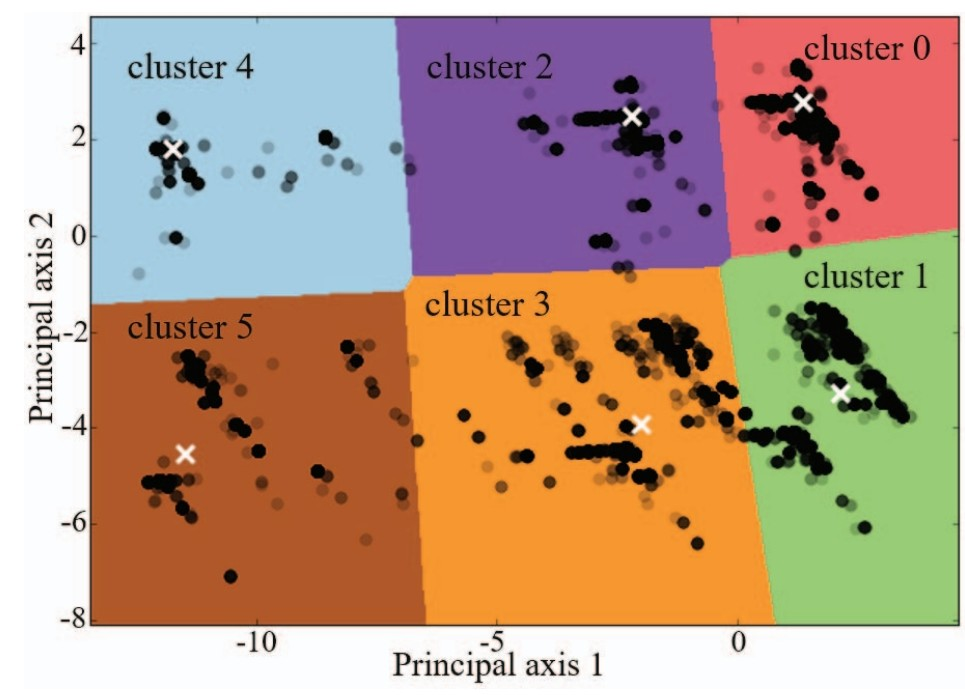 4
2
0
-2
-4
-6
-8
Principal axis 2
cluster 4
cluster 2
cluster 0
cluster 5
cluster 3
cluster 1
-10
-5
0
Principal axis 1